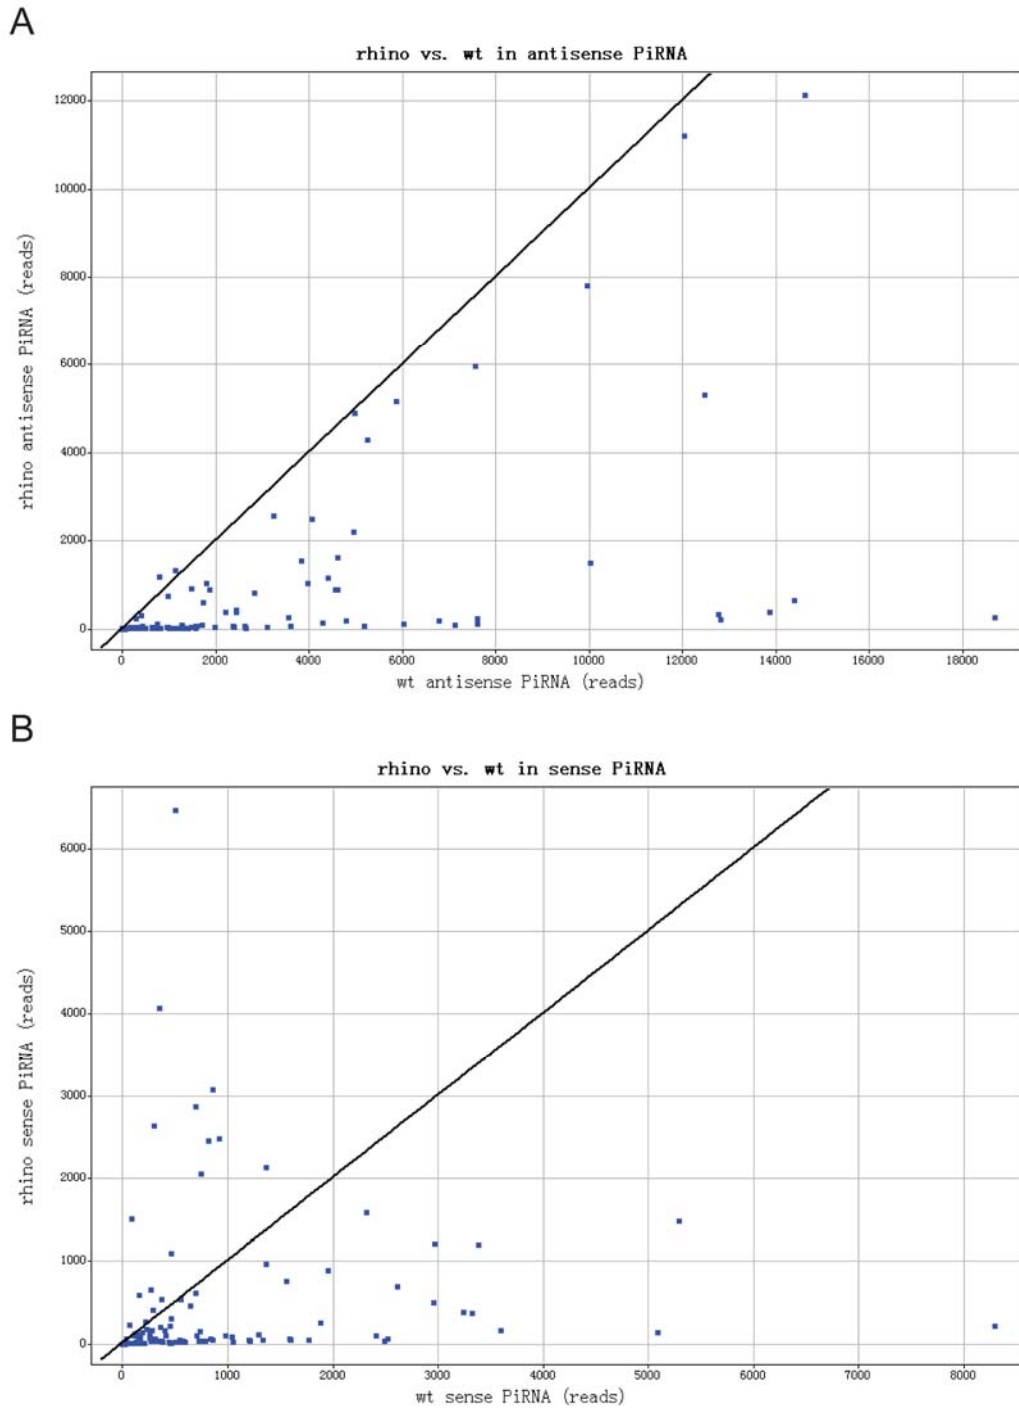 A
rhino vs. wt in antisense PiRNA
12000
10000
8000
6000
4000
2000
0
rhino antisense PiRNA (reads)
0 2000 4000 6000 8000 10000 12000 14000 16000 18000
wt antisense PiRNA (reads)
B
rhino vs. wt in sense PiRNA
6000
5000
4000
3000
2000
1000
0
rhino sense PiRNA (reads)
0 1000 2000 3000 4000 5000 6000 7000 8000
wt sense PiRNA (reads)